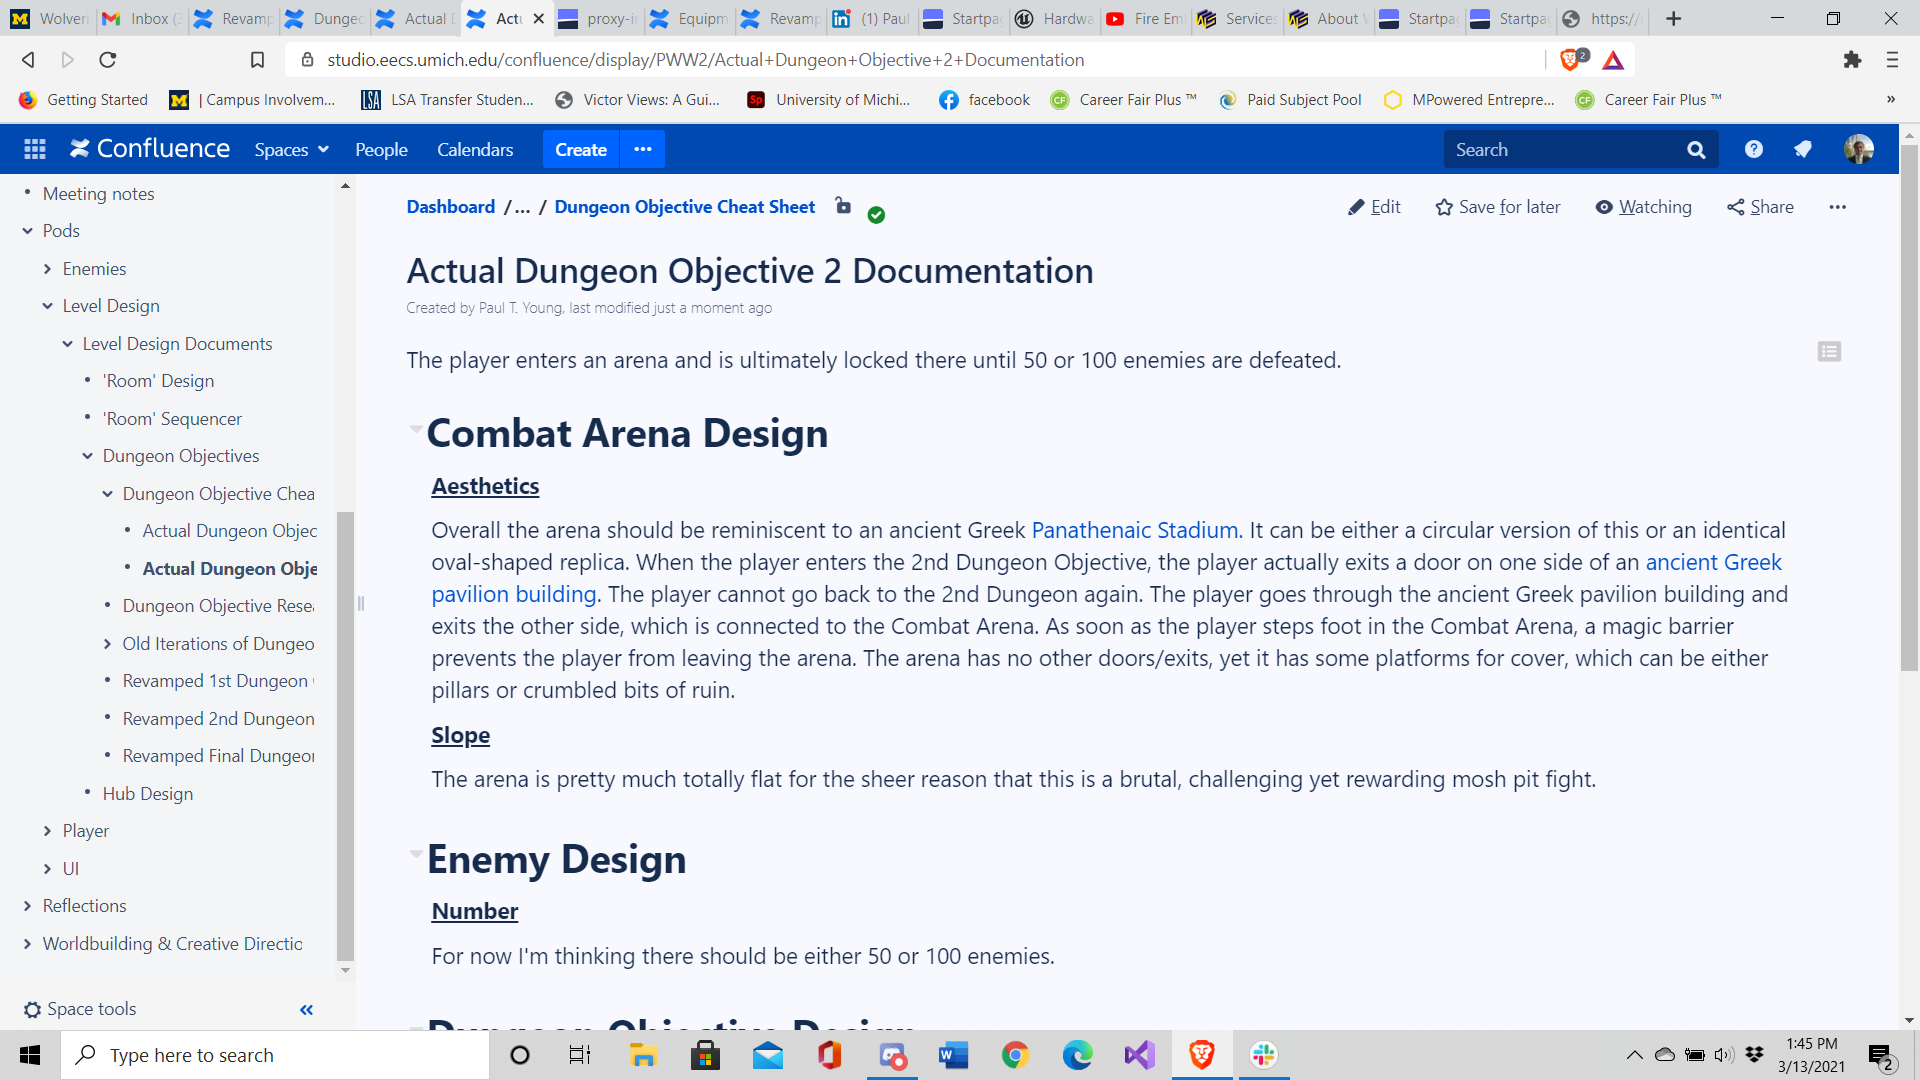 Wolveri
Inbox (3
Revamp
Dungeo
Actual D
Actu
proxy-in
Equipm
Revamp
(1) Paul
Startpag
Hardwa
Fire Emb
Services
About W
Startpag
Startpag
https://
studio.eecs.umich.edu/confluence/display/PWW2/Actual+Dungeon+Objective+2+Documentation
2
Getting Started
| Campus Involvem...
LSA Transfer Studen...
Victor Views: A Gui...
University of Michi...
facebook
Career Fair Plus ™
Paid Subject Pool
MPowered Entrepre...
Career Fair Plus ™
»
Confluence
Spaces
People
Calendars
Create
Search
Meeting notes
Pods
Enemies
Level Design
Level Design Documents
'Room' Design
'Room' Sequencer
Dungeon Objectives
Dungeon Objective Chea
Actual Dungeon Objec
Actual Dungeon Obje
Dungeon Objective Resea
Old Iterations of Dungeo
Revamped 1st Dungeon
Revamped 2nd Dungeon
Revamped Final Dungeon
Hub Design
Player
UI
Reflections
Worldbuilding & Creative Directio
Space tools
Dashboard /... / Dungeon Objective Cheat Sheet
Edit
Save for later
Watching
Share
Actual Dungeon Objective 2 Documentation
Created by Paul T. Young, last modified just a moment ago
The player enters an arena and is ultimately locked there until 50 or 100 enemies are defeated.
Combat Arena Design
Aesthetics
Overall the arena should be reminiscent to an ancient Greek Panathenaic Stadium. It can be either a circular version of this or an identical
oval-shaped replica. When the player enters the 2nd Dungeon Objective, the player actually exits a door on one side of an ancient Greek
pavilion building. The player cannot go back to the 2nd Dungeon again. The player goes through the ancient Greek pavilion building and
exits the other side, which is connected to the Combat Arena. As soon as the player steps foot in the Combat Arena, a magic barrier
prevents the player from leaving the arena. The arena has no other doors/exits, yet it has some platforms for cover, which can be either
pillars or crumbled bits of ruin.
Slope
The arena is pretty much totally flat for the sheer reason that this is a brutal, challenging yet rewarding mosh pit fight.
Enemy Design
Number
For now I'm thinking there should be either 50 or 100 enemies.
Dungeon Objective Design
Type here to search
1:45 PM
3/13/2021
2